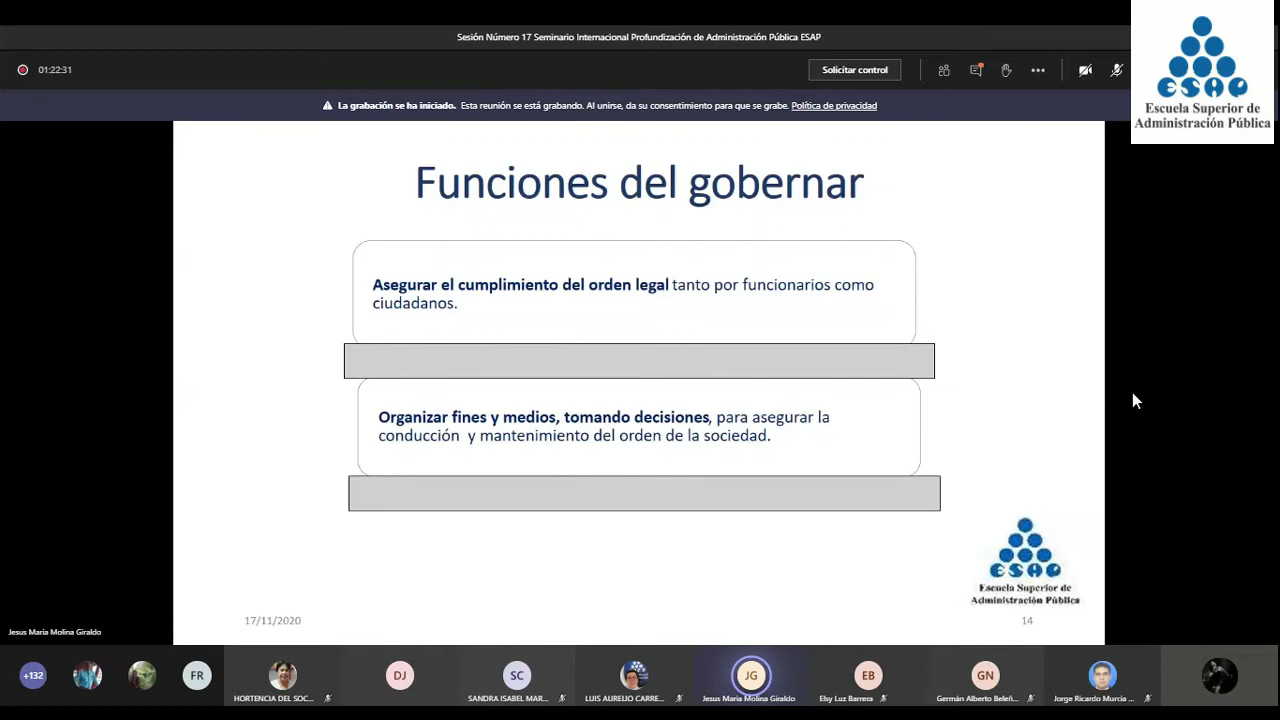 Sesión Número 17 Seminario Internacional Profundización de Administración Pública ESAP
01:22:31
Solicitar control
La grabación se ha iniciado. Esta reunión se está grabando. Al unirse, da su consentimiento para que se grabe. Política de privacidad
ESAP
Escuela Superior de
Administración Pública
Funciones del gobernar
Asegurar el cumplimiento del orden legal tanto por funcionarios como
ciudadanos.
Organizar fines y medios, tomando decisiones, para asegurar la
conducción y mantenimiento del orden de la sociedad.
ESAP
Escuela Superior de
Administración Pública
17/11/2020
14
Jesus Maria Molina Giraldo
+132
FR
HORTENCIA DEL SOC...
DJ
SC
SANDRA ISABEL MAR...
LUIS AURELIO CARRE...
JG
Jesus Maria Molina Giraldo
EB
Elsy Luz Barrera
GN
Germán Alberto Beleñ...
Jorge Ricardo Murcia ...